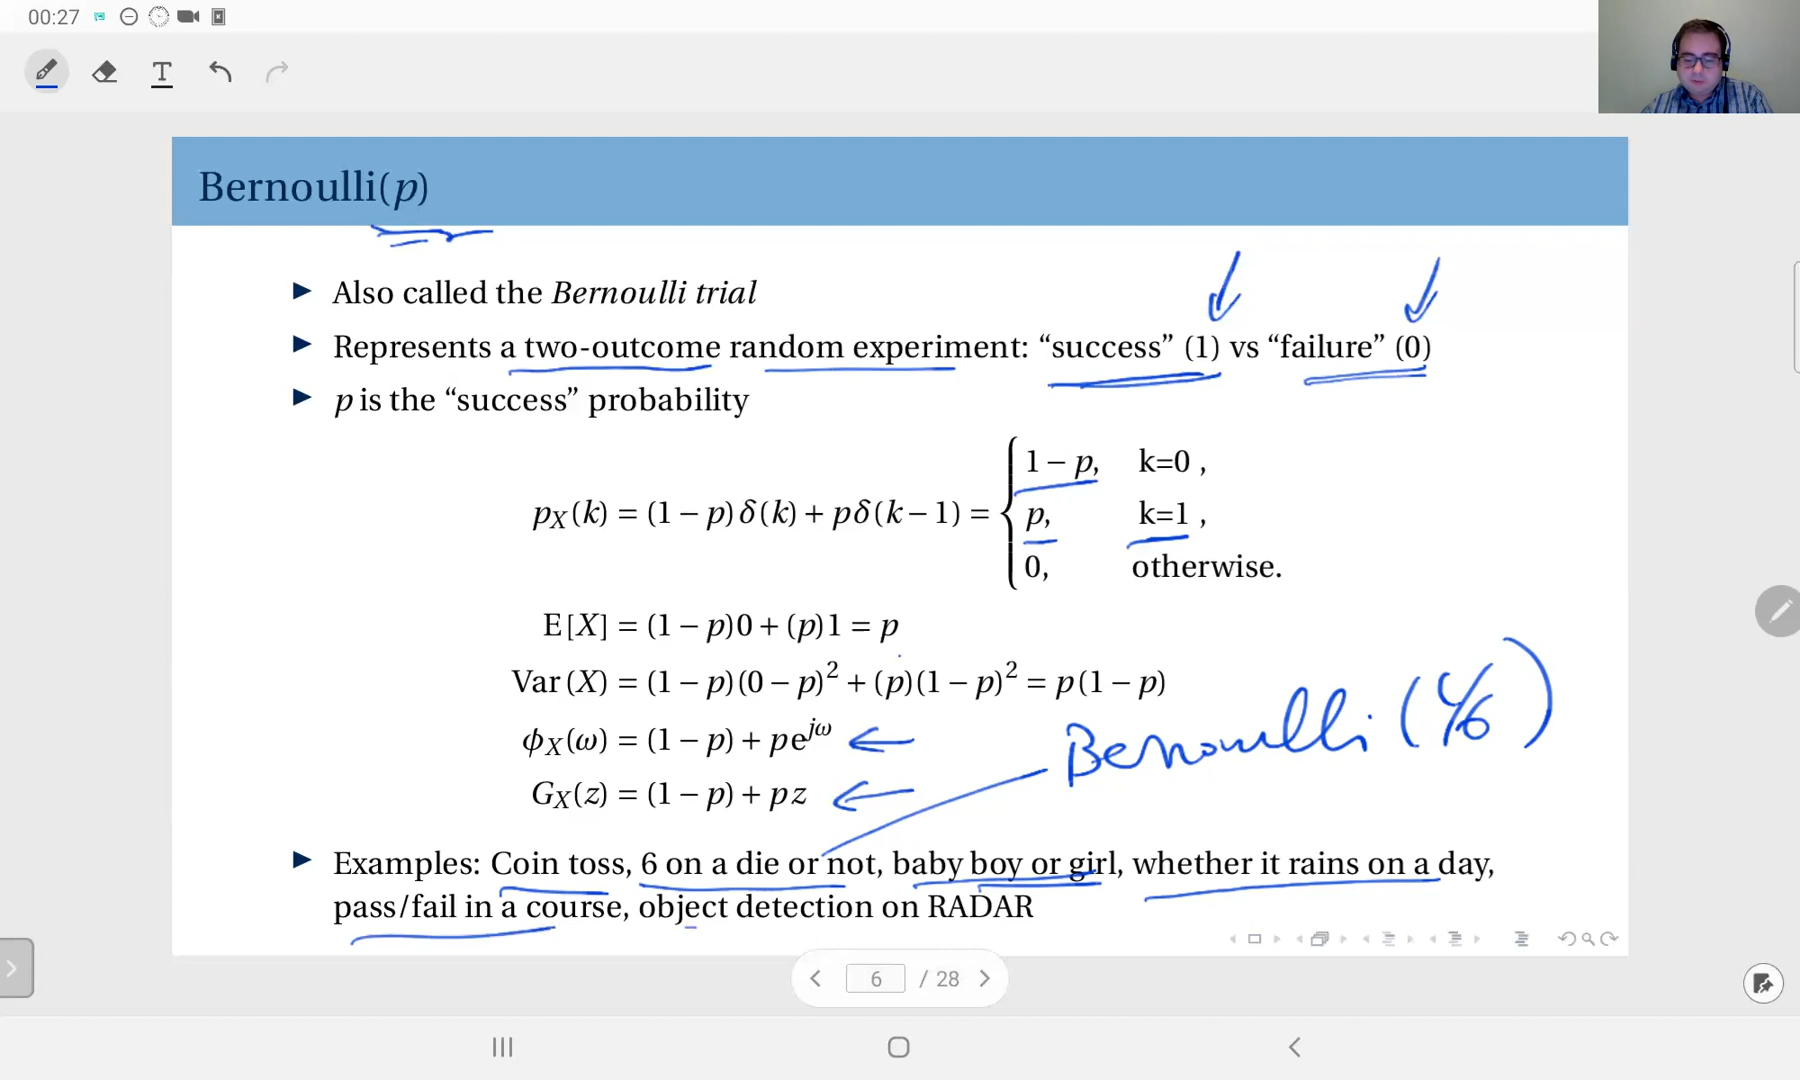 00:27
T
Bernoulli(p)
► Also called the Bernoulli trial
► Represents a two-outcome random experiment: “success” (1) vs “failure” (0)
► p is the “success” probability
1 − p, k=0 ,
p_X(k) = (1 − p)δ(k) + pδ(k − 1) = { p, k=1 ,
0, otherwise.
E[X] = (1 − p)0 + (p)1 = p
Var(X) = (1 − p)(0 − p)² + (p)(1 − p)² = p(1 − p)
ϕ_X(ω) = (1 − p) + pe^{jω} ←
Bernoulli (1/6)
G_X(z) = (1 − p) + pz ←
► Examples: Coin toss, 6 on a die or not, baby boy or girl, whether it rains on a day,
pass/fail in a course, object detection on RADAR
6 / 28